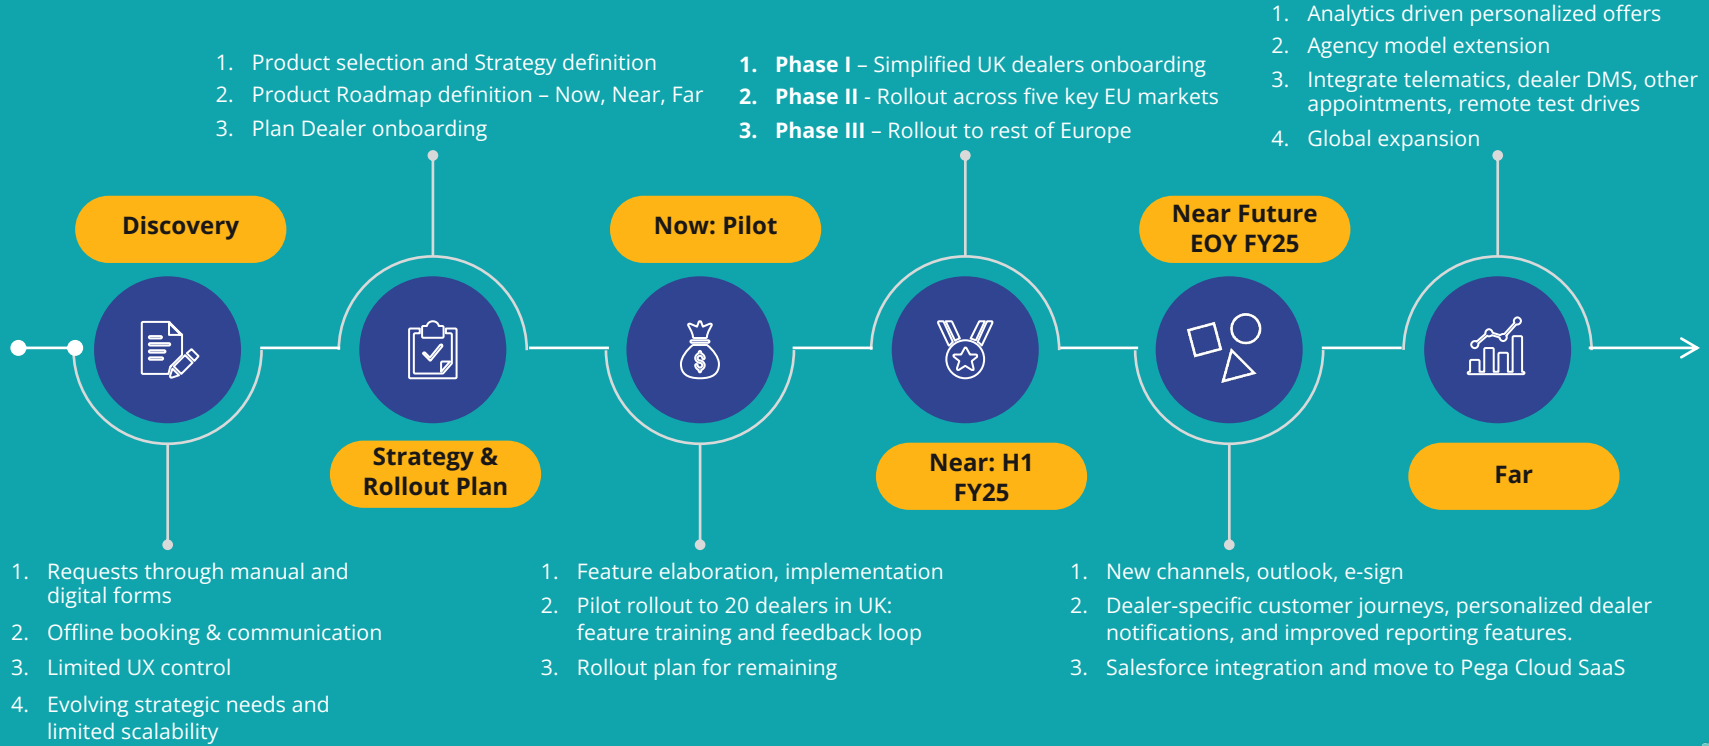 Discovery
1. Requests through manual and
digital forms
2. Offline booking & communication
3. Limited UX control
4. Evolving strategic needs and
limited scalability
1. Product selection and Strategy definition
2. Product Roadmap definition – Now, Near, Far
3. Plan Dealer onboarding
Strategy &
Rollout Plan
Now: Pilot
$
1. Feature elaboration, implementation
2. Pilot rollout to 20 dealers in UK:
feature training and feedback loop
3. Rollout plan for remaining
1. Phase I – Simplified UK dealers onboarding
2. Phase II - Rollout across five key EU markets
3. Phase III – Rollout to rest of Europe
Near: H1
FY25
Near Future
EOY FY25
1. New channels, outlook, e-sign
2. Dealer-specific customer journeys, personalized dealer
notifications, and improved reporting features.
3. Salesforce integration and move to Pega Cloud SaaS
1. Analytics driven personalized offers
2. Agency model extension
3. Integrate telematics, dealer DMS, other
appointments, remote test drives
4. Global expansion
Far